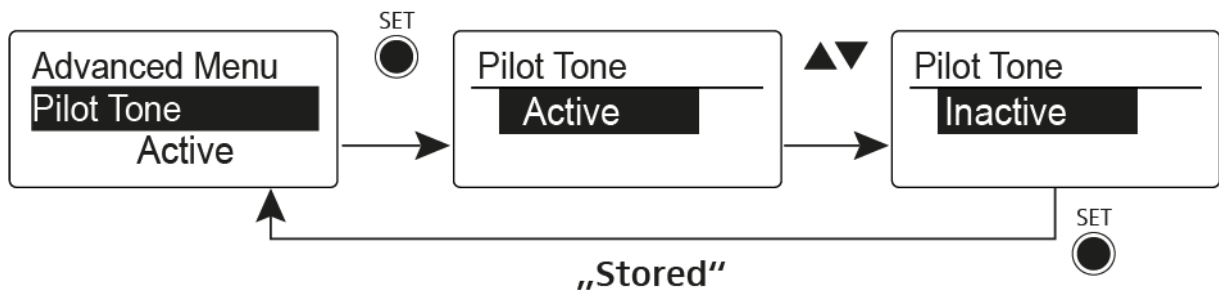 SET
Advanced Menu
Pilot Tone
Active
Pilot Tone
Active
Pilot Tone
Inactive
SET
„Stored“